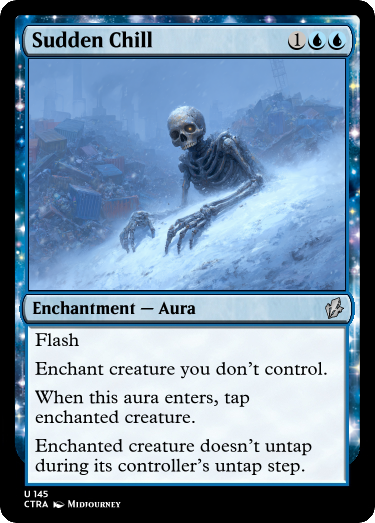 Sudden Chill 1
Enchantment — Aura
Flash
Enchant creature you don't control.
When this aura enters, tap
enchanted creature.
Enchanted creature doesn't untap
during its controller's untap step.
U 145
CTRA Midjourney